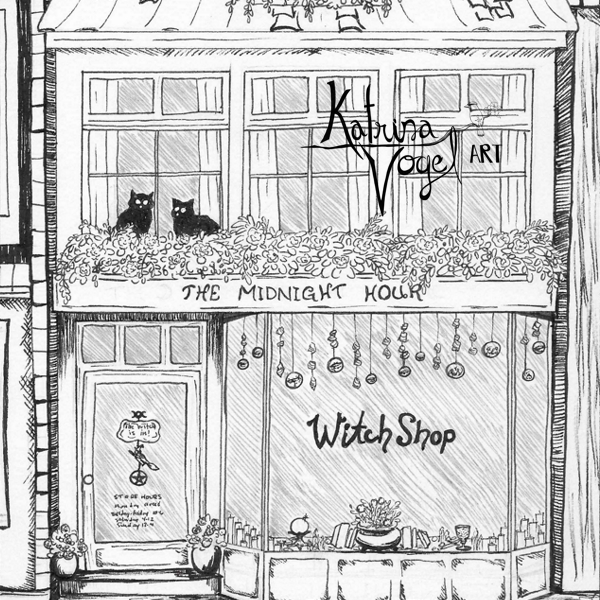 Katrina
Vogel ART
THE MIDNIGHT HOUR
Witch Shop
The Witch
is in!
STORE HOURS